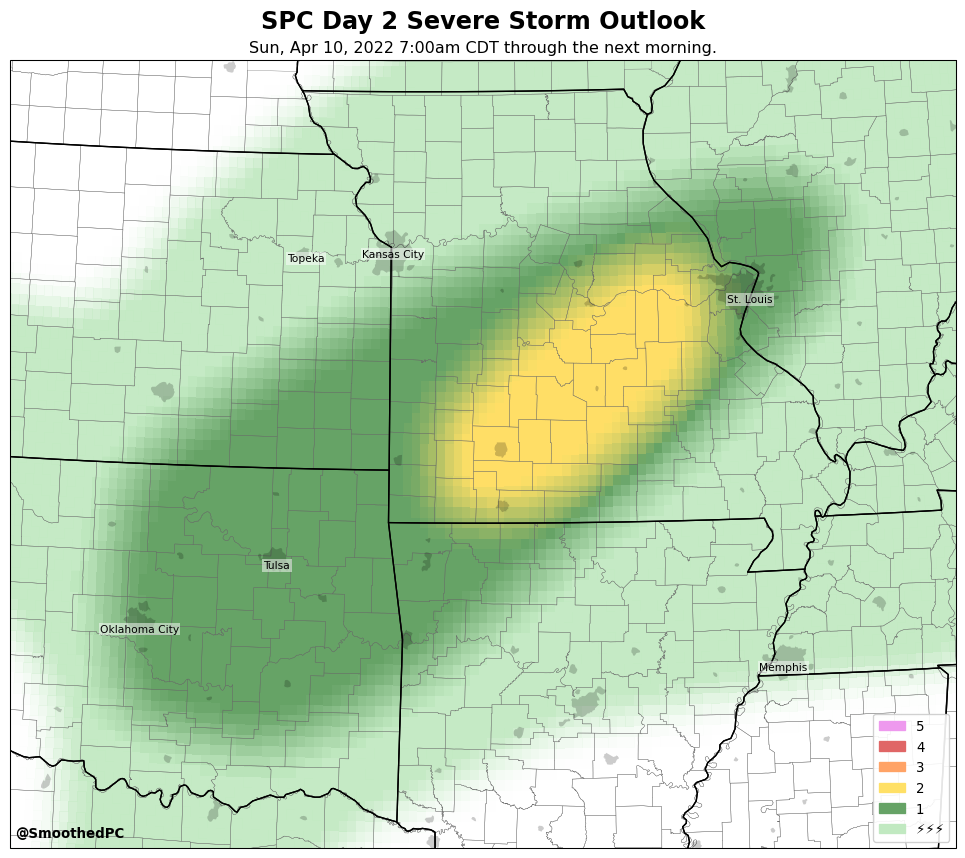 SPC Day 2 Severe Storm Outlook
Sun, Apr 10, 2022 7:00am CDT through the next morning.
Topeka
Kansas City
St. Louis
Tulsa
Oklahoma City
Memphis
5
4
3
2
1
⚡⚡⚡
@SmoothedPC